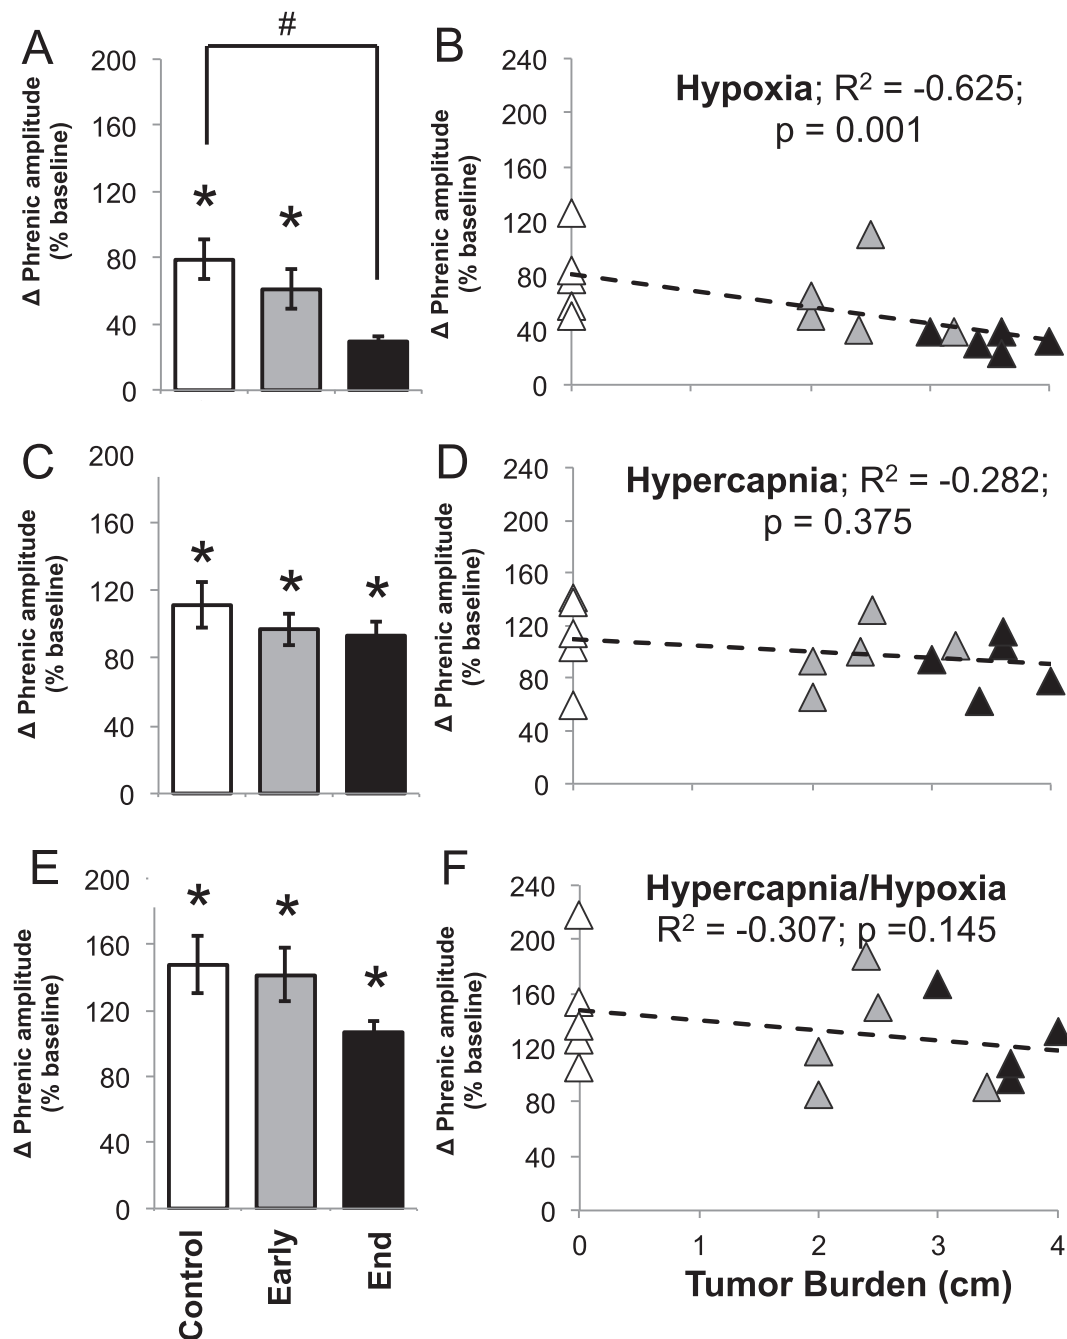 A
#
Δ Phrenic amplitude
(% baseline)
200
160
120
80
40
0
*
*
B
Δ Phrenic amplitude
(% baseline)
240
200
160
120
80
40
0
Hypoxia; R² = -0.625;
p = 0.001
C
Δ Phrenic amplitude
(% baseline)
200
160
120
80
40
0
*
*
*
D
Δ Phrenic amplitude
(% baseline)
240
200
160
120
80
40
0
Hypercapnia; R² = -0.282;
p = 0.375
E
Δ Phrenic amplitude
(% baseline)
200
160
120
80
40
0
*
*
*
Control
Early
End
F
Δ Phrenic amplitude
(% baseline)
240
200
160
120
80
40
0
Hypercapnia/Hypoxia
R² = -0.307; p =0.145
0 1 2 3 4
Tumor Burden (cm)